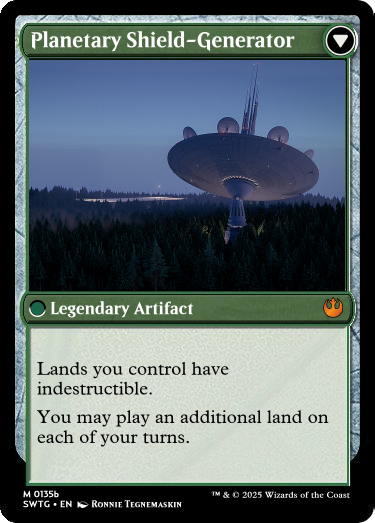 Planetary Shield-Generator
Legendary Artifact
Lands you control have
indestructible.
You may play an additional land on
each of your turns.
M 0135b
SWTG • EN Ronnie Tegnemaskin
™ & © 2025 Wizards of the Coast